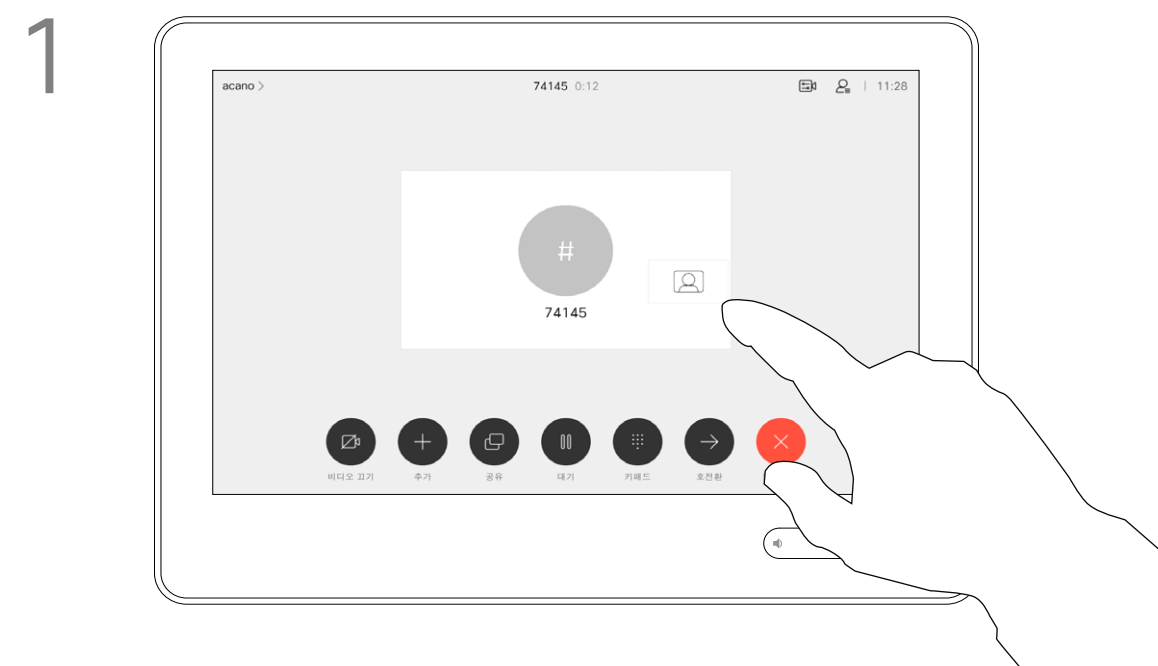 1
acano >
74145 0:12
11:28
#
74145
비디오 끄기
추가
공유
대기
키패드
호전환